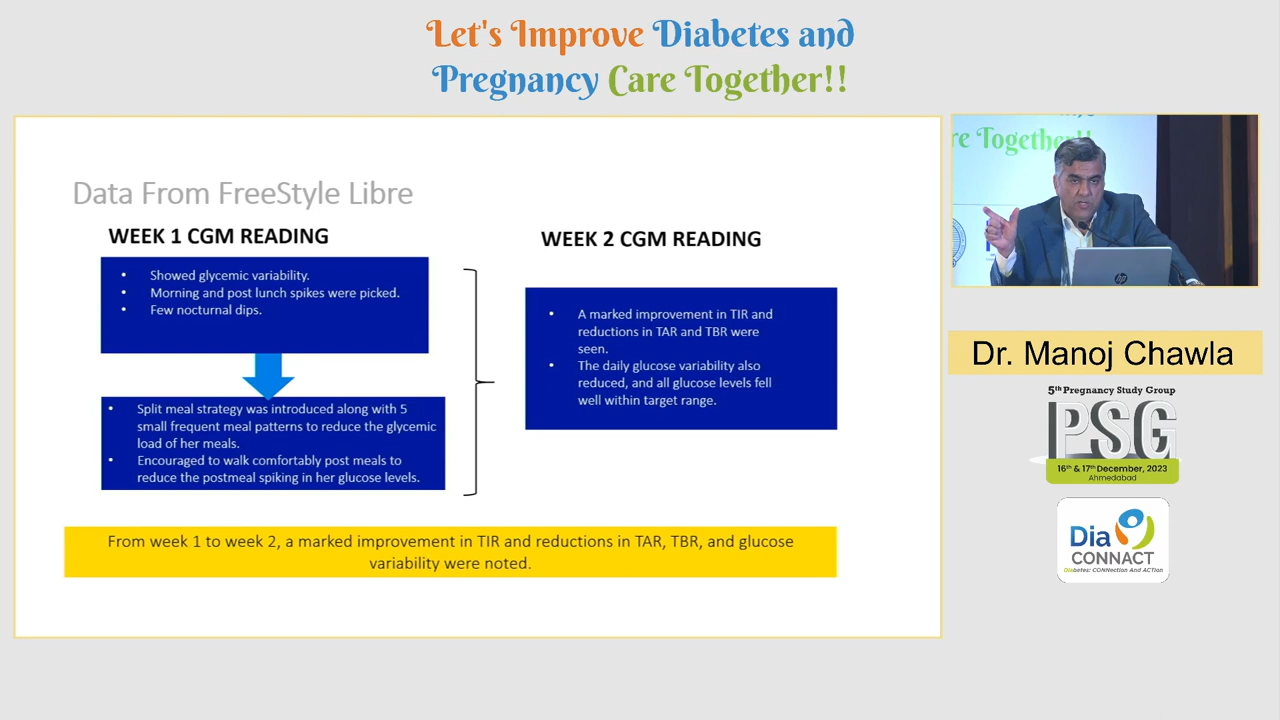 Let's Improve Diabetes and
Pregnancy Care Together!!
Data From FreeStyle Libre
WEEK 1 CGM READING
• Showed glycemic variability.
• Morning and post lunch spikes were picked.
• Few nocturnal dips.
• Split meal strategy was introduced along with 5
small frequent meal patterns to reduce the glycemic
load of her meals.
• Encouraged to walk comfortably post meals to
reduce the postmeal spiking in her glucose levels.
WEEK 2 CGM READING
• A marked improvement in TIR and
reductions in TAR and TBR were
seen.
• The daily glucose variability also
reduced, and all glucose levels fell
well within target range.
From week 1 to week 2, a marked improvement in TIR and reductions in TAR, TBR, and glucose
variability were noted.
re Together!!
hp
Dr. Manoj Chawla
5th Pregnancy Study Group
PSG
16th & 17th December, 2023
Ahmedabad
Dia
CONNACT
Diabetes: CONNection And ACTion